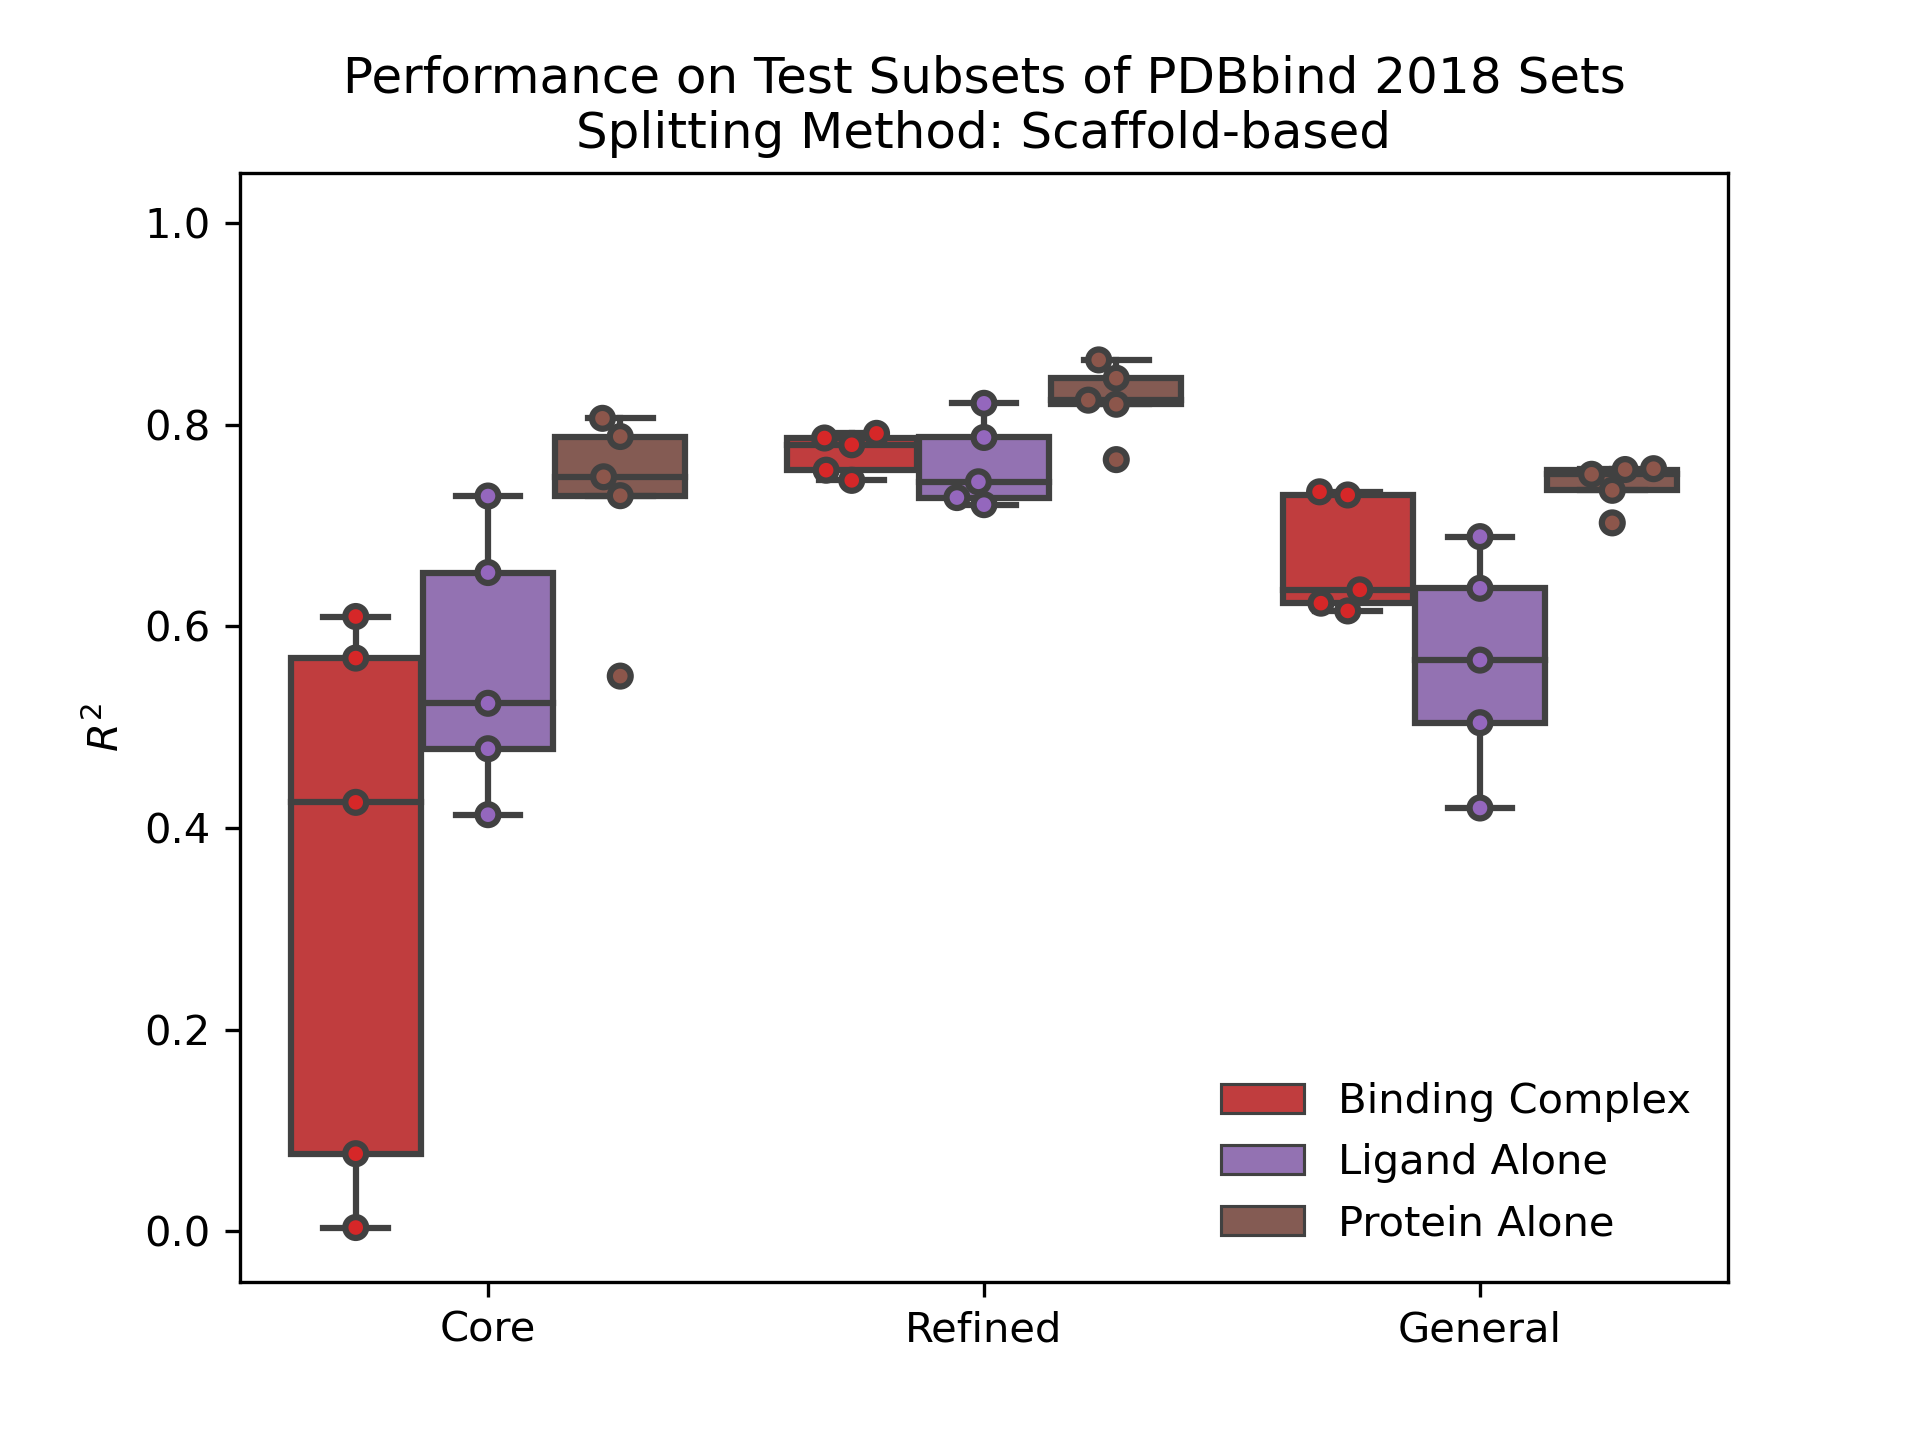 Performance on Test Subsets of PDBbind 2018 Sets
Splitting Method: Scaffold-based
1.0
0.8
0.6
0.4
0.2
0.0
R²
Core
Refined
General
Binding Complex
Ligand Alone
Protein Alone